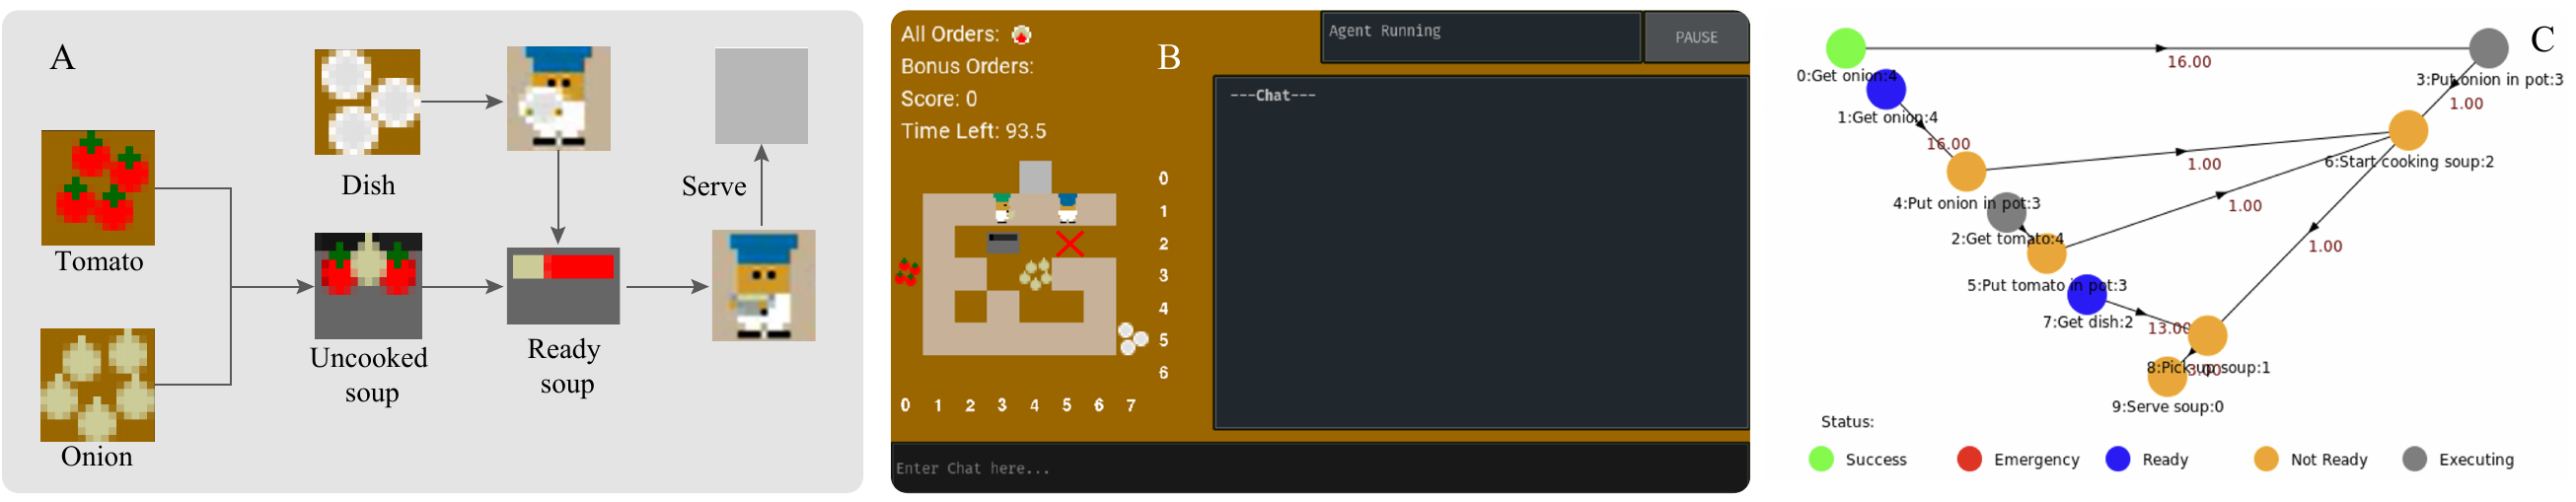 A
Dish
Tomato
Serve
Uncooked
soup
Ready
soup
Onion
All Orders:
Bonus Orders:
Score: 0
Time Left: 93.5
B
Agent Running
PAUSE
---Chat---
0
1
2
3
4
5
6
0 1 2 3 4 5 6 7
Enter Chat here...
C
0:Get onion:4
16.00
3:Put onion in pot:3
1.00
1:Get onion:4
16.00
1.00
6:Start cooking soup:2
4:Put onion in pot:3
1.00
2:Get tomato:4
1.00
5:Put tomato in pot:3
7:Get dish:2
13.00
8:Pick up soup:1
3.00
9:Serve soup:0
Status:
Success
Emergency
Ready
Not Ready
Executing